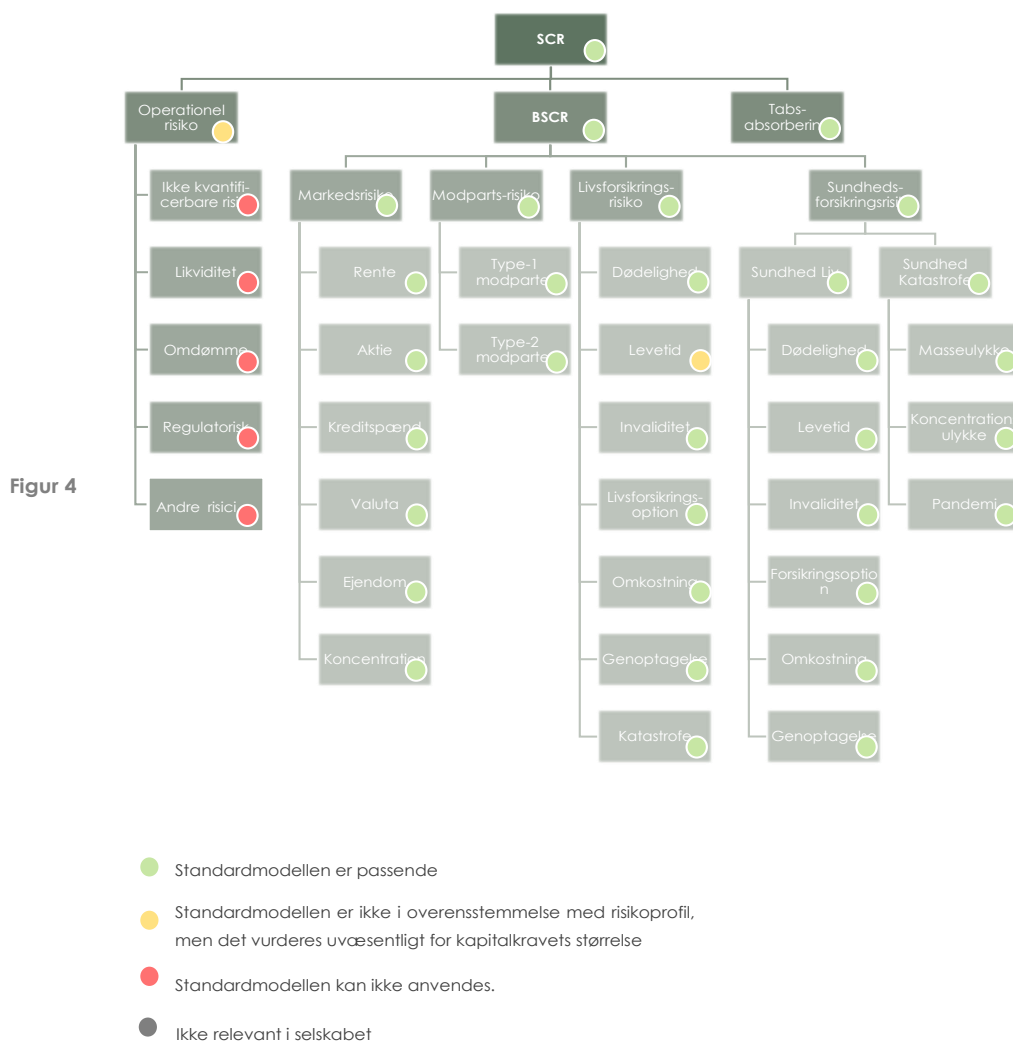 SCR
Operationel
risiko
BSCR
Tabs-
absorbering
Ikke kvantifi-
cerbare risici
Markedsrisiko
Modparts-risiko
Livsforsikrings-
risiko
Sundheds-
forsikringsrisiko
Likviditet
Rente
Type-1
modparter
Dødelighed
Sundhed Liv
Sundhed
Katastrofe
Omdømme
Aktie
Type-2
modparter
Levetid
Dødelighed
Masseulykke
Regulatorisk
Kreditspænd
Invaliditet
Levetid
Koncentration
ulykke
Figur 4
Andre risici
Valuta
Livsforsikrings-
option
Invaliditet
Pandemi
Ejendom
Omkostning
Forsikringsoptio
n
Koncentration
Genoptagelse
Omkostning
Katastrofe
Genoptagelse
Standardmodellen er passende
Standardmodellen er ikke i overensstemmelse med risikoprofil,
men det vurderes uvæsentligt for kapitalkravets størrelse
Standardmodellen kan ikke anvendes.
Ikke relevant i selskabet